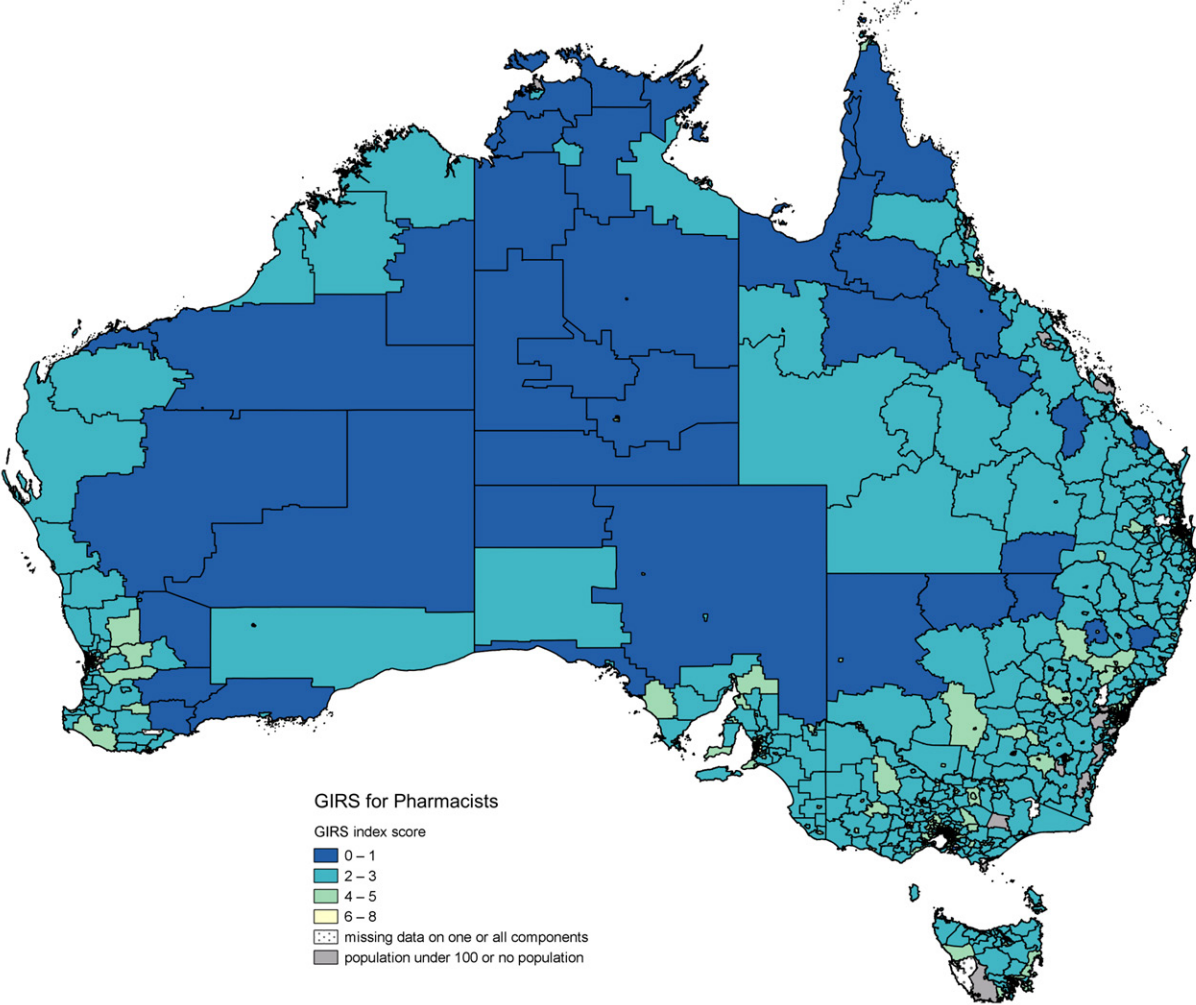 GIRS for Pharmacists
GIRS index score
0 – 1
2 – 3
4 – 5
6 – 8
missing data on one or all components
population under 100 or no population